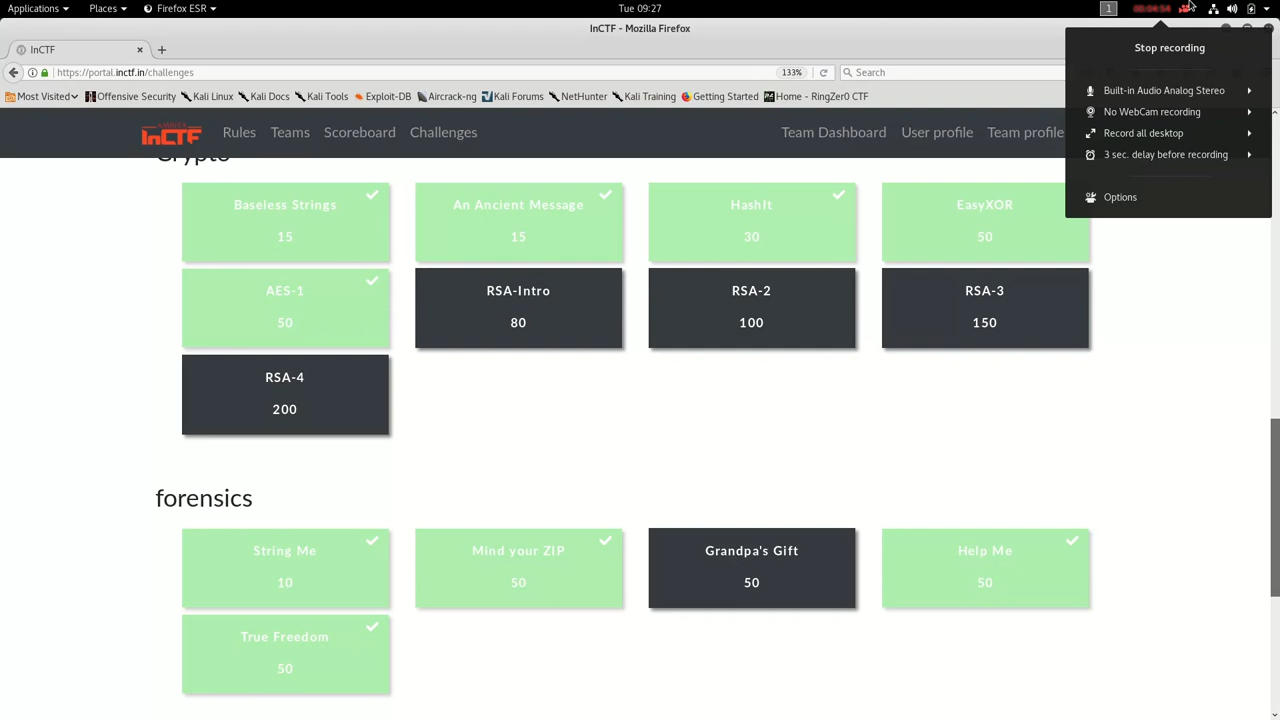 Applications Places Firefox ESR Tue 09:27 1 00:04:54
InCTF - Mozilla Firefox
InCTF
https://portal.inctf.in/challenges 133% Search
Most Visited Offensive Security Kali Linux Kali Docs Kali Tools Exploit-DB Aircrack-ng Kali Forums NetHunter Kali Training Getting Started Home - RingZer0 CTF
Stop recording
Built-in Audio Analog Stereo
No WebCam recording
Record all desktop
3 sec. delay before recording
Options
InCTF Rules Teams Scoreboard Challenges Team Dashboard User profile Team profile
Crypto
Baseless Strings An Ancient Message HashIt EasyXOR
15 15 30 50
AES-1 RSA-Intro RSA-2 RSA-3
50 80 100 150
RSA-4
200
forensics
String Me Mind your ZIP Grandpa's Gift Help Me
10 50 50 50
True Freedom
50